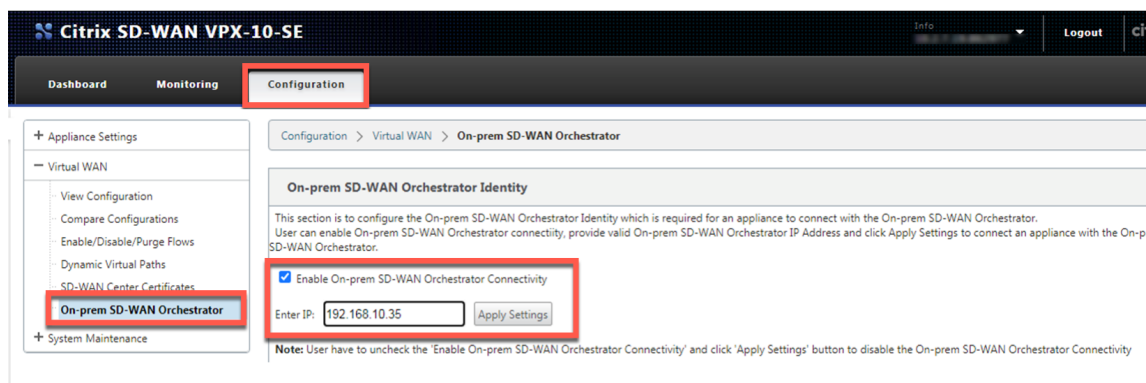 Citrix SD-WAN VPX-10-SE
Info
Logout
Dashboard
Monitoring
Configuration
+ Appliance Settings
− Virtual WAN
View Configuration
Compare Configurations
Enable/Disable/Purge Flows
Dynamic Virtual Paths
SD-WAN Center Certificates
On-prem SD-WAN Orchestrator
+ System Maintenance
Configuration > Virtual WAN > On-prem SD-WAN Orchestrator
On-prem SD-WAN Orchestrator Identity
This section is to configure the On-prem SD-WAN Orchestrator Identity which is required for an appliance to connect with the On-prem SD-WAN Orchestrator.
User can enable On-prem SD-WAN Orchestrator connectiity, provide valid On-prem SD-WAN Orchestrator IP Address and click Apply Settings to connect an appliance with the On-p
SD-WAN Orchestrator.
Enable On-prem SD-WAN Orchestrator Connectivity
Enter IP: 192.168.10.35 Apply Settings
Note: User have to uncheck the 'Enable On-prem SD-WAN Orchestrator Connectivity' and click 'Apply Settings' button to disable the On-prem SD-WAN Orchestrator Connectivity